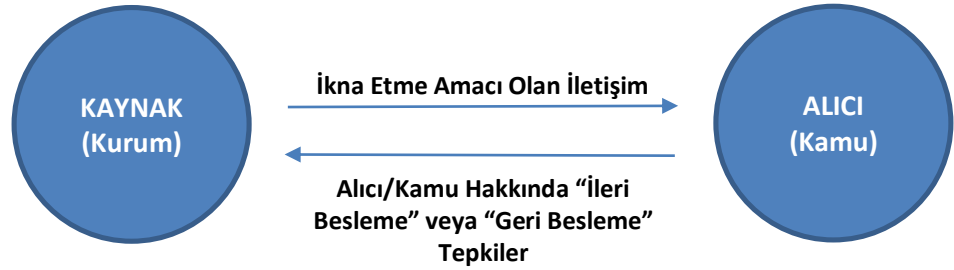 KAYNAK
(Kurum)
İkna Etme Amacı Olan İletişim
ALICI
(Kamu)
Alıcı/Kamu Hakkında “İleri
Besleme” veya “Geri Besleme”
Tepkiler